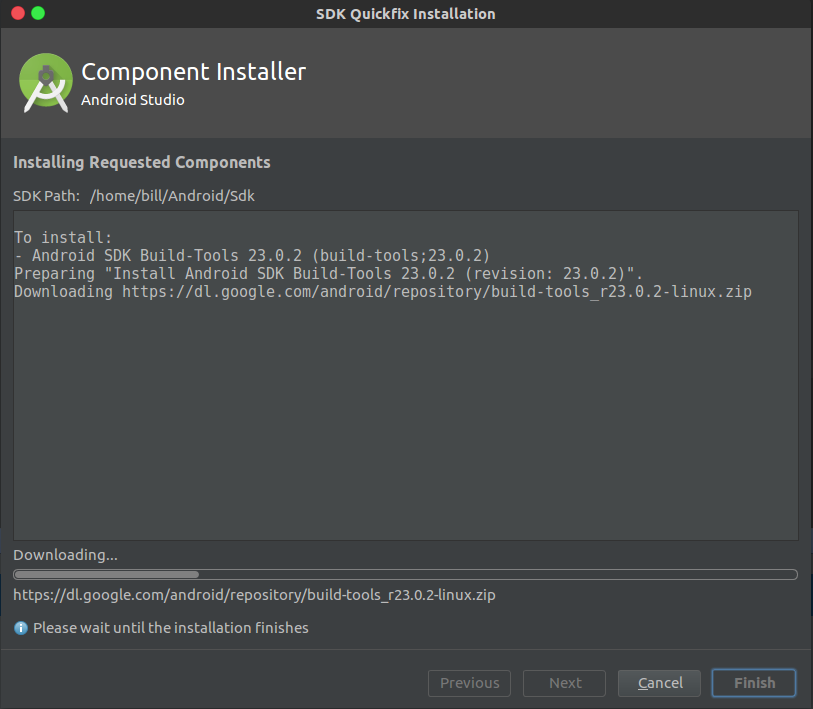 SDK Quickfix Installation
Component Installer
Android Studio
Installing Requested Components
SDK Path: /home/bill/Android/Sdk
To install:
- Android SDK Build-Tools 23.0.2 (build-tools;23.0.2)
Preparing "Install Android SDK Build-Tools 23.0.2 (revision: 23.0.2)".
Downloading https://dl.google.com/android/repository/build-tools_r23.0.2-linux.zip
Downloading...
https://dl.google.com/android/repository/build-tools_r23.0.2-linux.zip
Please wait until the installation finishes
Previous Next Cancel Finish